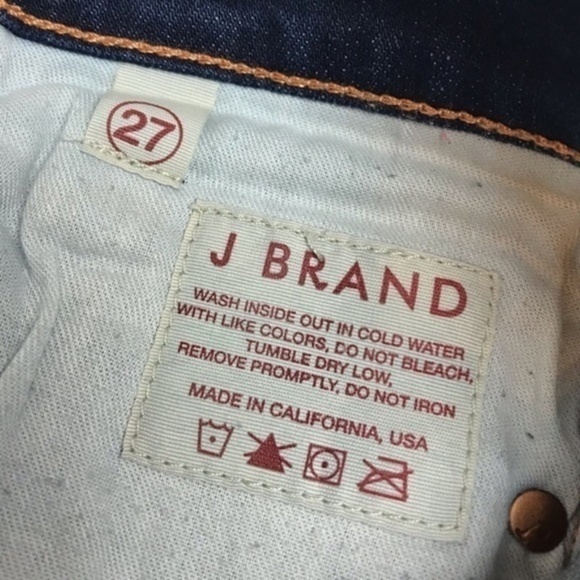 27
J BRAND
WASH INSIDE OUT IN COLD WATER
WITH LIKE COLORS, DO NOT BLEACH,
TUMBLE DRY LOW,
REMOVE PROMPTLY, DO NOT IRON
MADE IN CALIFORNIA, USA